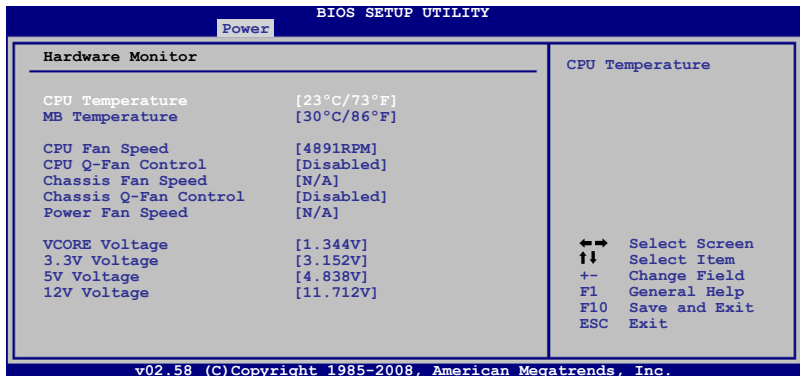 BIOS SETUP UTILITY
Power
Hardware Monitor
CPU Temperature [23°C/73°F]
MB Temperature [30°C/86°F]
CPU Fan Speed [4891RPM]
CPU Q-Fan Control [Disabled]
Chassis Fan Speed [N/A]
Chassis Q-Fan Control [Disabled]
Power Fan Speed [N/A]
VCORE Voltage [1.344V]
3.3V Voltage [3.152V]
5V Voltage [4.838V]
12V Voltage [11.712V]
CPU Temperature
←→ Select Screen
↑↓ Select Item
+- Change Field
F1 General Help
F10 Save and Exit
ESC Exit
v02.58 (C)Copyright 1985-2008, American Megatrends, Inc.